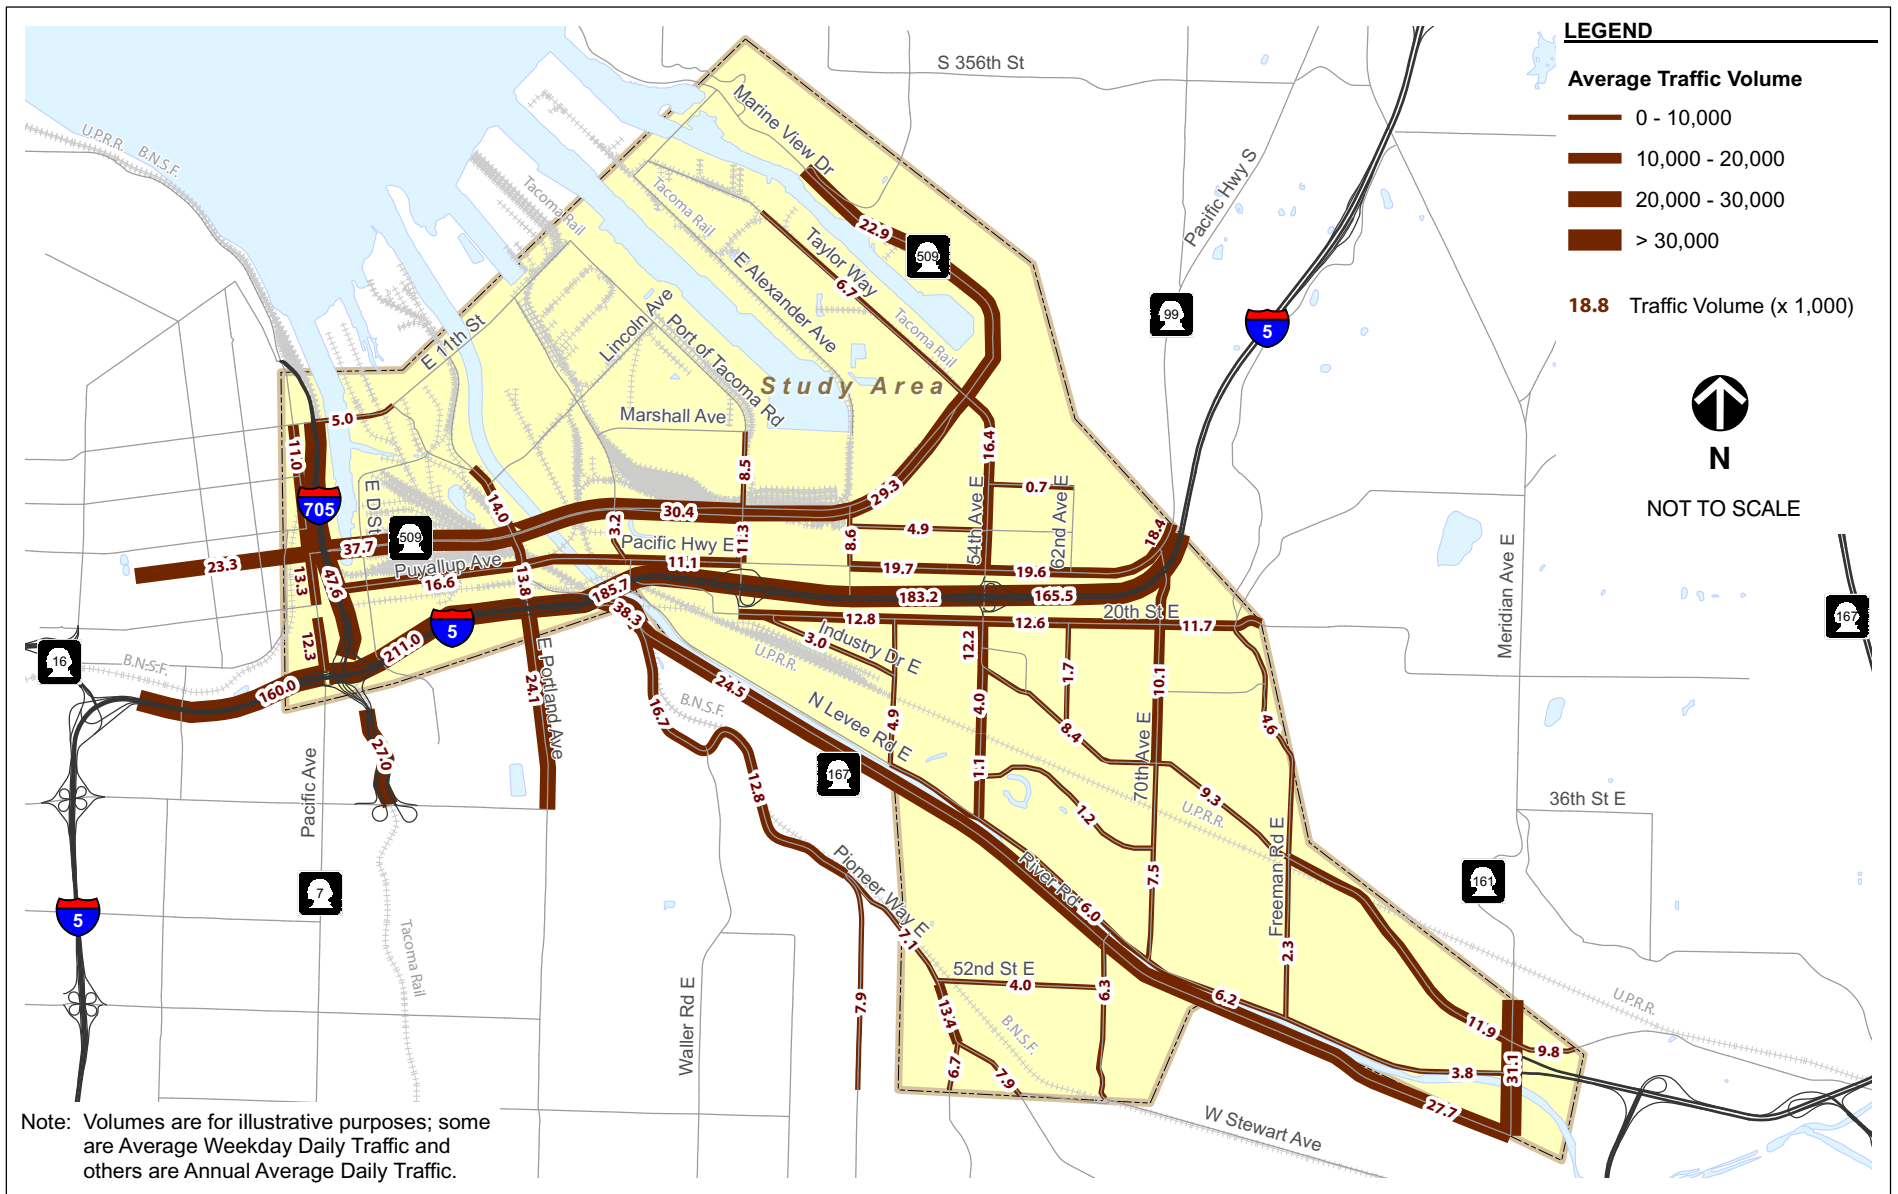 LEGEND
Average Traffic Volume
0 - 10,000
10,000 - 20,000
20,000 - 30,000
> 30,000
18.8 Traffic Volume (x 1,000)
N
NOT TO SCALE
S 356th St
Marine View Dr
U.P.R.R.
B.N.S.F.
Tacoma Rail
Tacoma Rail
Pacific Hwy S
22.9
509
Taylor Way
6.7
E Alexander Ave
Tacoma Rail
99
5
Lincoln Ave
Port of Tacoma Rd
E 11th St
Study Area
Marshall Ave
5.0
11.0
16.4
8.5
705
E D St
14.0
29.3
0.7
54th Ave E
62nd Ave E
30.4
3.2
11.3
8.6
4.9
18.4
509
37.7
23.3
Pacific Hwy E
Puyallup Ave
11.1
13.3
47.6
16.6
13.8
19.7
19.6
185.7
183.2
165.5
38.3
20th St E
12.8
12.6
11.7
5
12.3
211.0
Industry Dr E
3.0
12.2
Meridian Ave E
167
16
B.N.S.F.
160.0
E Portland Ave
24.1
U.P.R.R.
24.5
1.7
10.1
16.7
B.N.S.F.
N Levee Rd E
4.9
4.0
8.4
4.6
27.0
Pacific Ave
167
12.8
1.1
70th Ave E
9.3
1.2
U.P.R.R.
36th St E
Pioneer Way E
River Rd
7.5
Freeman Rd E
161
7
5
Tacoma Rail
6.0
7.1
2.3
52nd St E
4.0
6.3
6.2
7.9
Waller Rd E
13.4
B.N.S.F.
U.P.R.R.
11.9
9.8
6.7
7.9
3.8
31.1
27.7
W Stewart Ave
Note: Volumes are for illustrative purposes; some
are Average Weekday Daily Traffic and
others are Annual Average Daily Traffic.